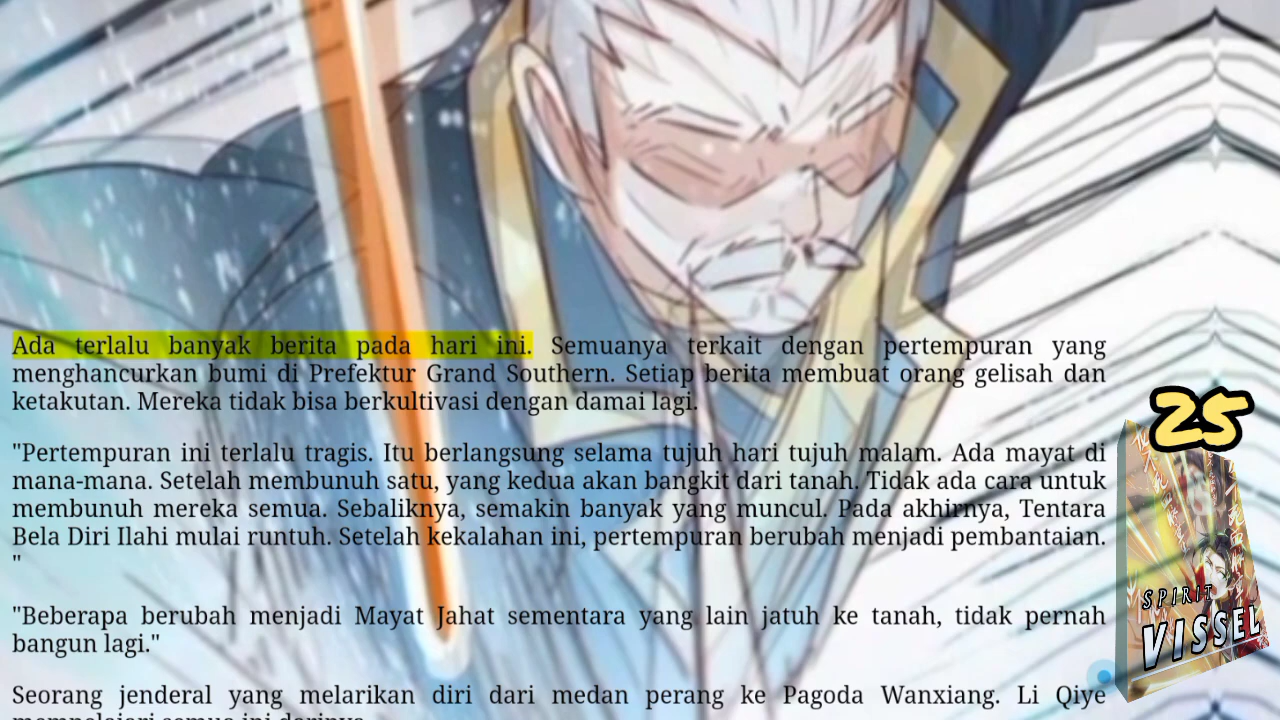 Ada terlalu banyak berita pada hari ini. Semuanya terkait dengan pertempuran yang
menghancurkan bumi di Prefektur Grand Southern. Setiap berita membuat orang gelisah dan
ketakutan. Mereka tidak bisa berkultivasi dengan damai lagi.
"Pertempuran ini terlalu tragis. Itu berlangsung selama tujuh hari tujuh malam. Ada mayat di
mana-mana. Setelah membunuh satu, yang kedua akan bangkit dari tanah. Tidak ada cara untuk
membunuh mereka semua. Sebaliknya, semakin banyak yang muncul. Pada akhirnya, Tentara
Bela Diri Ilahi mulai runtuh. Setelah kekalahan ini, pertempuran berubah menjadi pembantaian.
"
"Beberapa berubah menjadi Mayat Jahat sementara yang lain jatuh ke tanah, tidak pernah
bangun lagi."
Seorang jenderal yang melarikan diri dari medan perang ke Pagoda Wanxiang. Li Qiye
mempelajari semua ini darinya.
25
SPIRIT
VISSEL